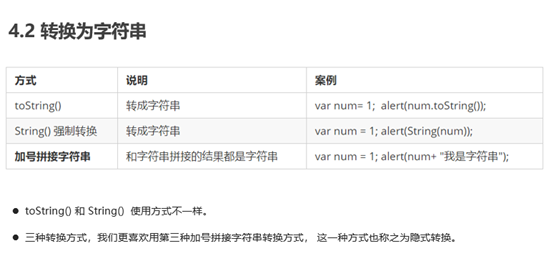 4.2 转换为字符串
方式 说明 案例
toString() 转成字符串 var num= 1;  alert(num.toString());
String() 强制转换 转成字符串 var num = 1; alert(String(num));
加号拼接字符串 和字符串拼接的结果都是字符串 var num = 1; alert(num+ "我是字符串");
● toString() 和 String()  使用方式不一样。
● 三种转换方式，我们更喜欢用第三种加号拼接字符串转换方式， 这一种方式也称之为隐式转换。